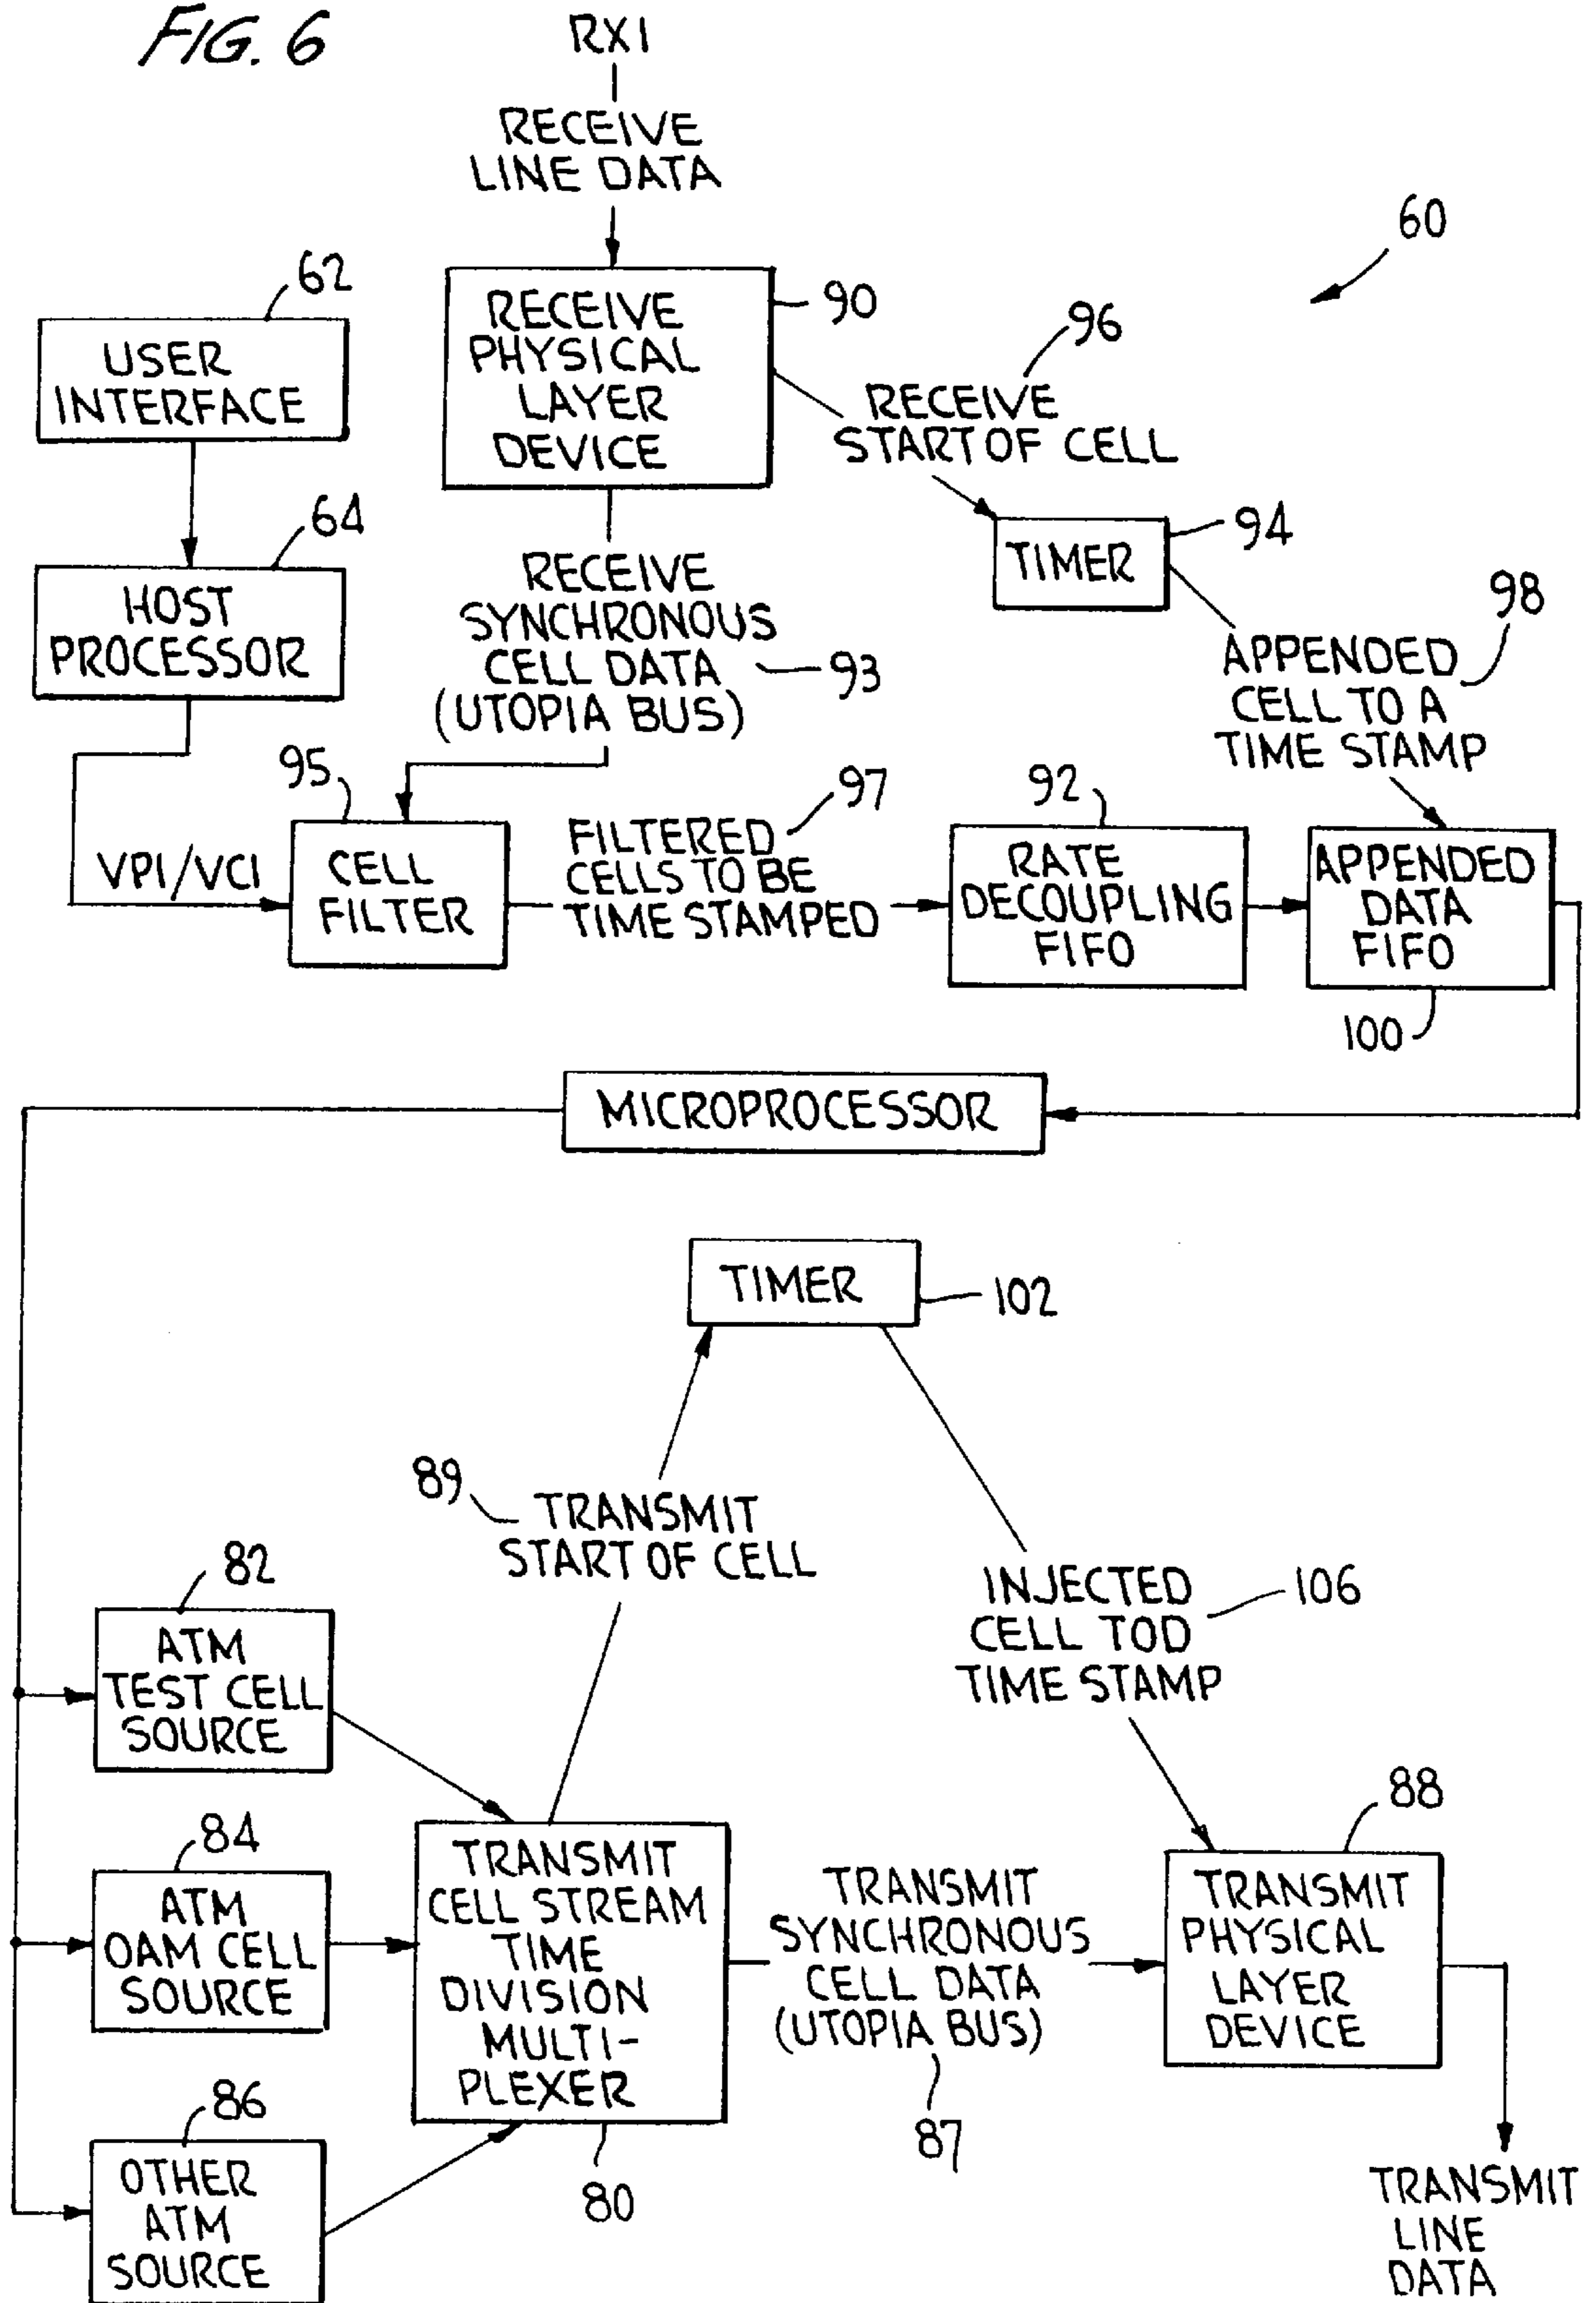 FIG. 6
RX1
RECEIVE
LINE DATA
60
62
USER
INTERFACE
90
RECEIVE
PHYSICAL
LAYER
DEVICE
96
RECEIVE
START OF CELL
64
HOST
PROCESSOR
94
TIMER
RECEIVE
SYNCHRONOUS
CELL DATA
(UTOPIA BUS)
93
98
APPENDED
CELL TO A
TIME STAMP
VPI/VCI
95
CELL
FILTER
97
FILTERED
CELLS TO BE
TIME STAMPED
92
RATE
DECOUPLING
FIFO
APPENDED
DATA
FIFO
100
MICROPROCESSOR
TIMER
102
89
TRANSMIT
START OF CELL
INJECTED
CELL TOD
TIME STAMP
106
82
ATM
TEST CELL
SOURCE
84
ATM
OAM CELL
SOURCE
86
OTHER
ATM
SOURCE
TRANSMIT
CELL STREAM
TIME
DIVISION
MULTI-
PLEXER
80
TRANSMIT
SYNCHRONOUS
CELL DATA
(UTOPIA BUS)
87
88
TRANSMIT
PHYSICAL
LAYER
DEVICE
TRANSMIT
LINE
DATA